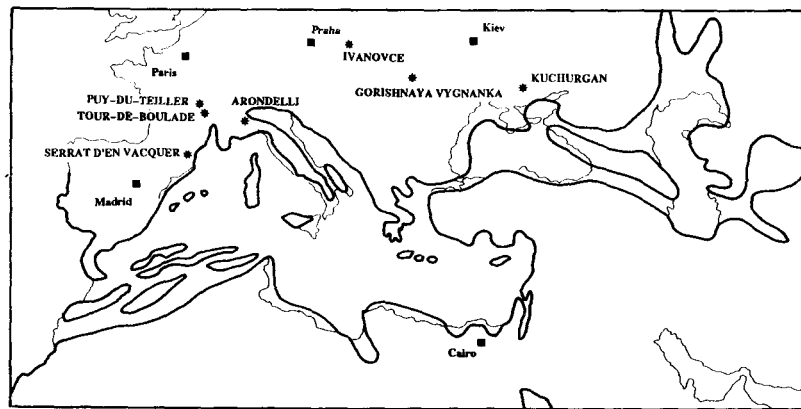 Praha
Kiev
IVANOVCE
Paris
GORISHNAYA VYGNANKA
KUCHURGAN
PUY-DU-TEILLER
ARONDELLI
TOUR-DE-BOULADE
SERRAT D'EN VACQUER
Madrid
Cairo